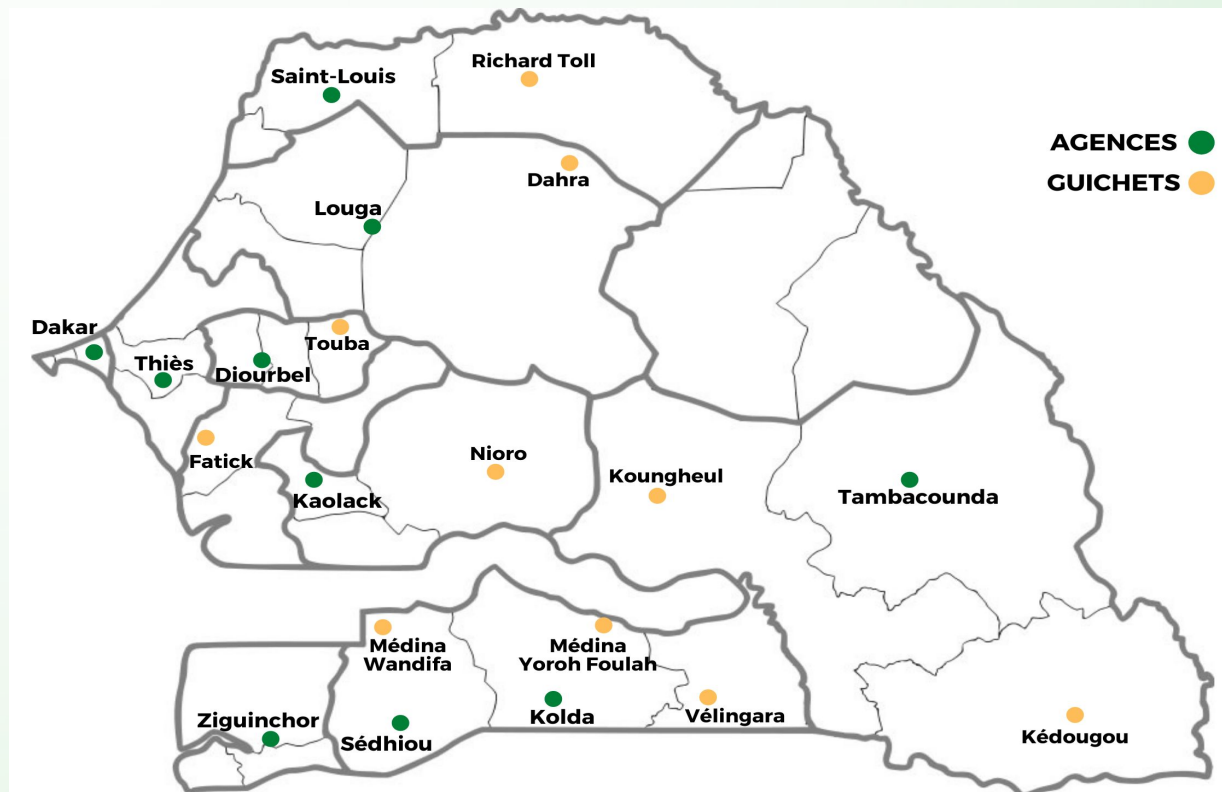 Richard Toll
Saint-Louis
AGENCES
GUICHETS
Dahra
Louga
Dakar
Touba
Thiès
Diourbel
Fatick
Nioro
Koungheul
Kaolack
Tambacounda
Médina
Wandifa
Médina
Yoroh Foulah
Ziguinchor
Sédhiou
Kolda
Vélingara
Kédougou